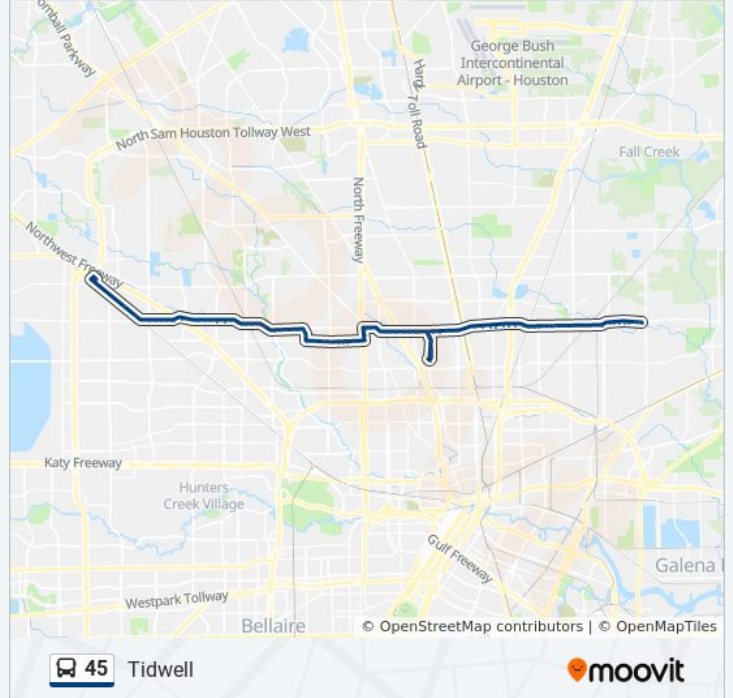 omball Parkway
George Bush
Intercontinental
Airport - Houston
Hardy Toll Road
North Sam Houston Tollway West
Fall Creek
North Freeway
Northwest Freeway
Katy Freeway
Hunters
Creek Village
Gulf Freeway
Galena
Westpark Tollway
Bellaire
© OpenStreetMap contributors | © OpenMapTiles
45 Tidwell
moovit